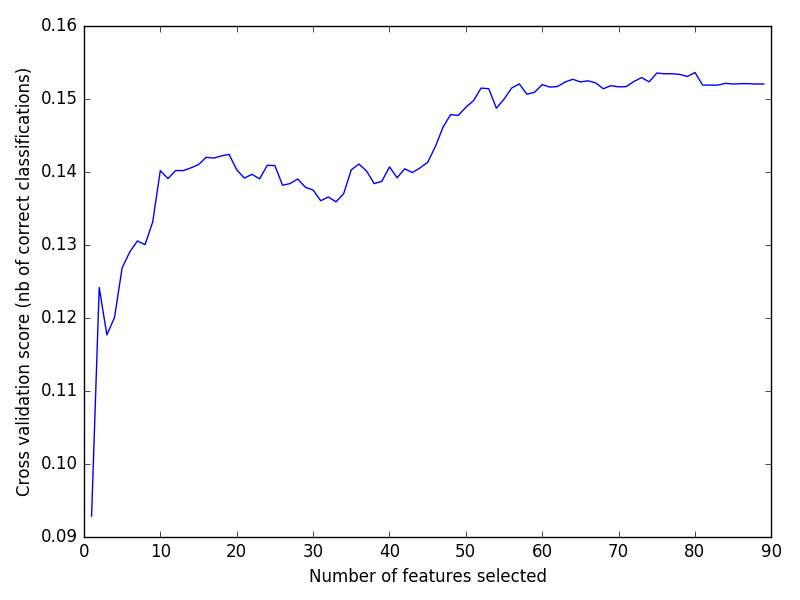 0.16
0.15
0.14
0.13
0.12
0.11
0.10
0.09
Cross validation score (nb of correct classifications)
0 10 20 30 40 50 60 70 80 90
Number of features selected